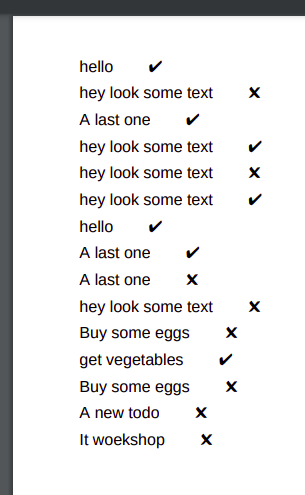 hello ✔
hey look some text ✘
A last one ✔
hey look some text ✔
hey look some text ✘
hey look some text ✔
hello ✔
A last one ✔
A last one ✘
hey look some text ✘
Buy some eggs ✘
get vegetables ✔
Buy some eggs ✘
A new todo ✘
It woekshop ✘